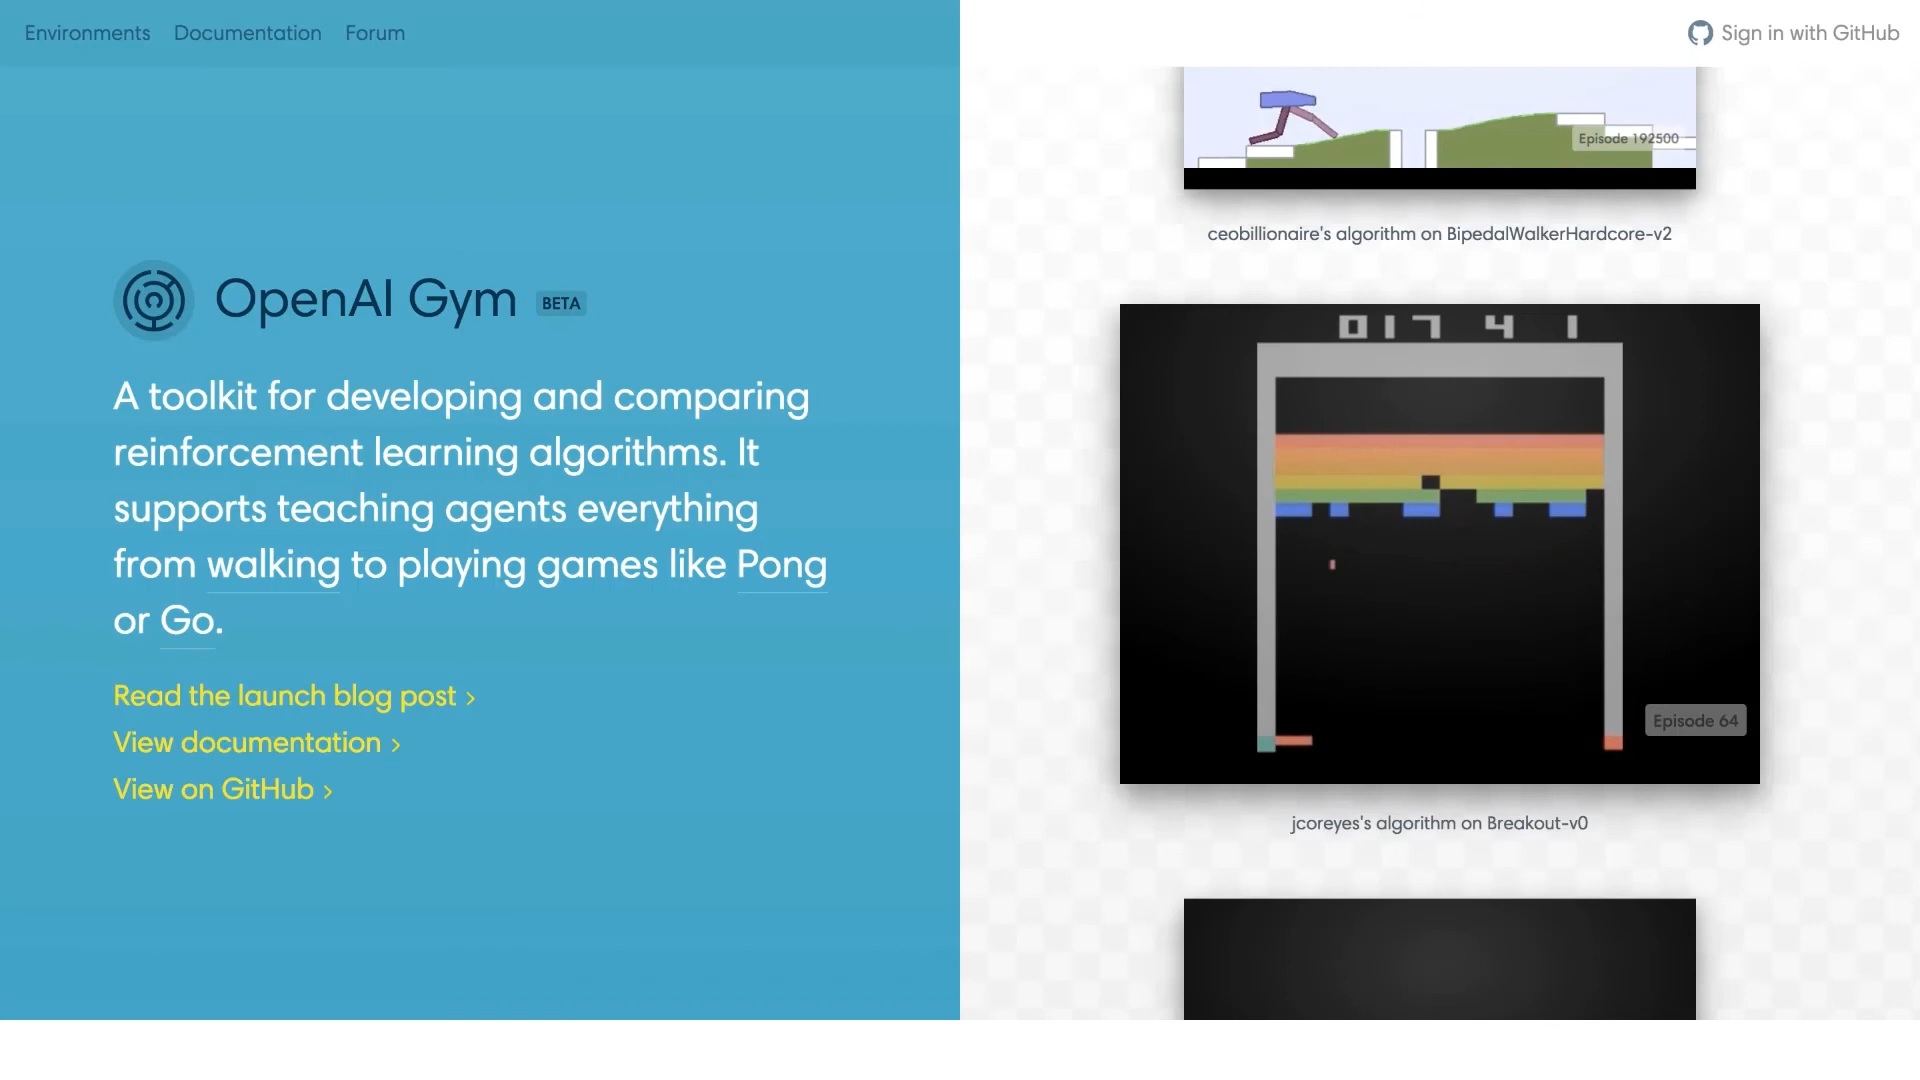 Environments Documentation Forum
Sign in with GitHub
OpenAI Gym BETA
A toolkit for developing and comparing
reinforcement learning algorithms. It
supports teaching agents everything
from walking to playing games like Pong
or Go.
Read the launch blog post ›
View documentation ›
View on GitHub ›
Episode 192500
ceobillionaire's algorithm on BipedalWalkerHardcore-v2
017 4 1
Episode 64
jcoreyes's algorithm on Breakout-v0